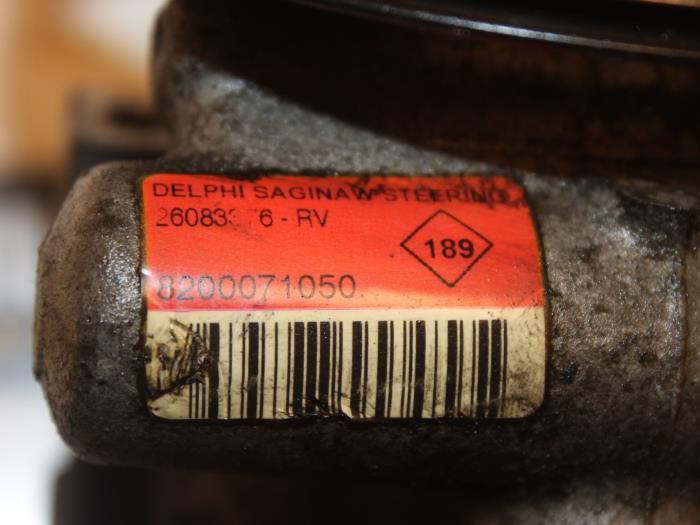 DELPHI SAGINAW STEERING
- RV
189
8200071050